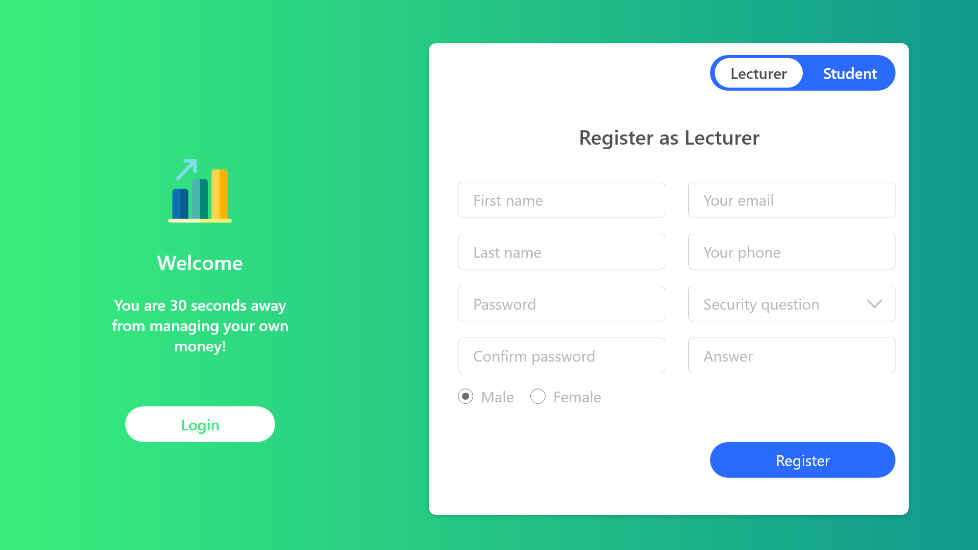 Welcome
You are 30 seconds away
from managing your own
money!
Login
Lecturer
Student
Register as Lecturer
First name
Your email
Last name
Your phone
Password
Security question
Confirm password
Answer
Male
Female
Register